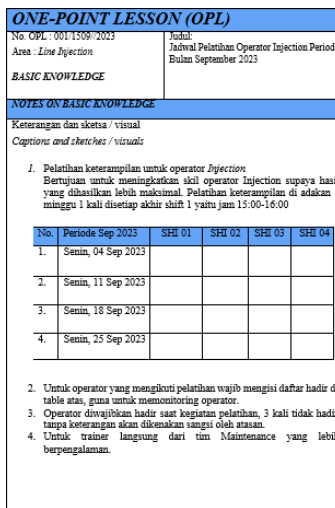 ONE-POINT LESSON (OPL)
No. OPL : 001/1509//2023
Area : Line Injection
BASIC KNOWLEDGE
Judul:
Jadwal Pelatihan Operator Injection Period
Bulan September 2023
NOTES ON BASIC KNOWLEDGE
Keterangan dan sketsa / visual
Captions and sketches / visuals
1. Pelatihan keterampilan untuk operator Injection
Bertujuan untuk meningkatkan skil operator Injection supaya hasi
yang dihasilkan lebih maksimal. Pelatihan keterampilan di adakan
minggu 1 kali disetiap akhir shift 1 yaitu jam 15:00-16:00
No. Periode Sep 2023 SHI 01 SHI 02 SHI 03 SHI 04
1. Senin, 04 Sep 2023
2. Senin, 11 Sep 2023
3. Senin, 18 Sep 2023
4. Senin, 25 Sep 2023
2. Untuk operator yang mengikuti pelatihan wajib mengisi daftar hadir d
table atas, guna untuk memonitoring operator.
3. Operator diwajibkan hadir saat kegiatan pelatihan, 3 kali tidak hadi
tanpa keterangan akan dikenakan sangsi oleh atasan.
4. Untuk trainer langsung dari tim Maintenance yang lebil
berpengalaman.